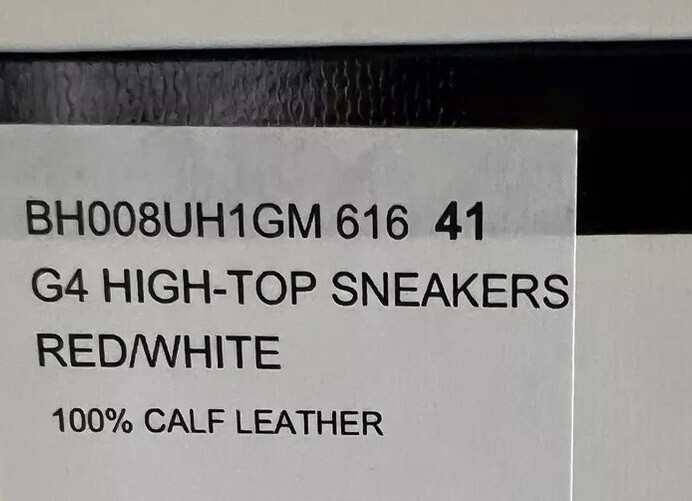 BH008UH1GM 616 41
G4 HIGH-TOP SNEAKERS
RED/WHITE
100% CALF LEATHER